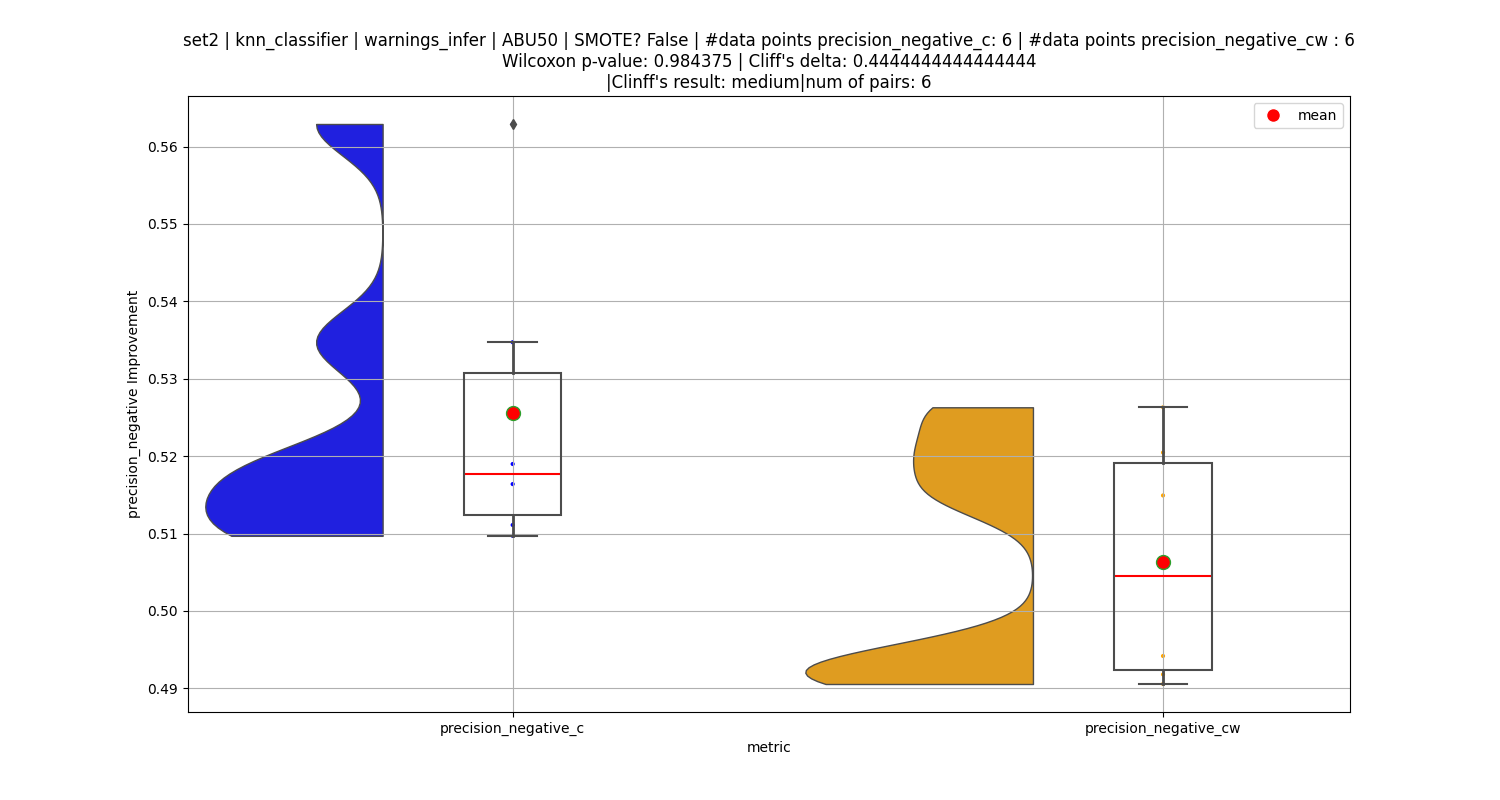 set2 | knn_classifier | warnings_infer | ABU50 | SMOTE? False | #data points precision_negative_c: 6 | #data points precision_negative_cw : 6
Wilcoxon p-value: 0.984375 | Cliff's delta: 0.4444444444444444
|Clinff's result: medium|num of pairs: 6
mean
0.56
0.55
0.54
0.53
0.52
0.51
0.50
0.49
precision_negative Improvement
precision_negative_c
precision_negative_cw
metric